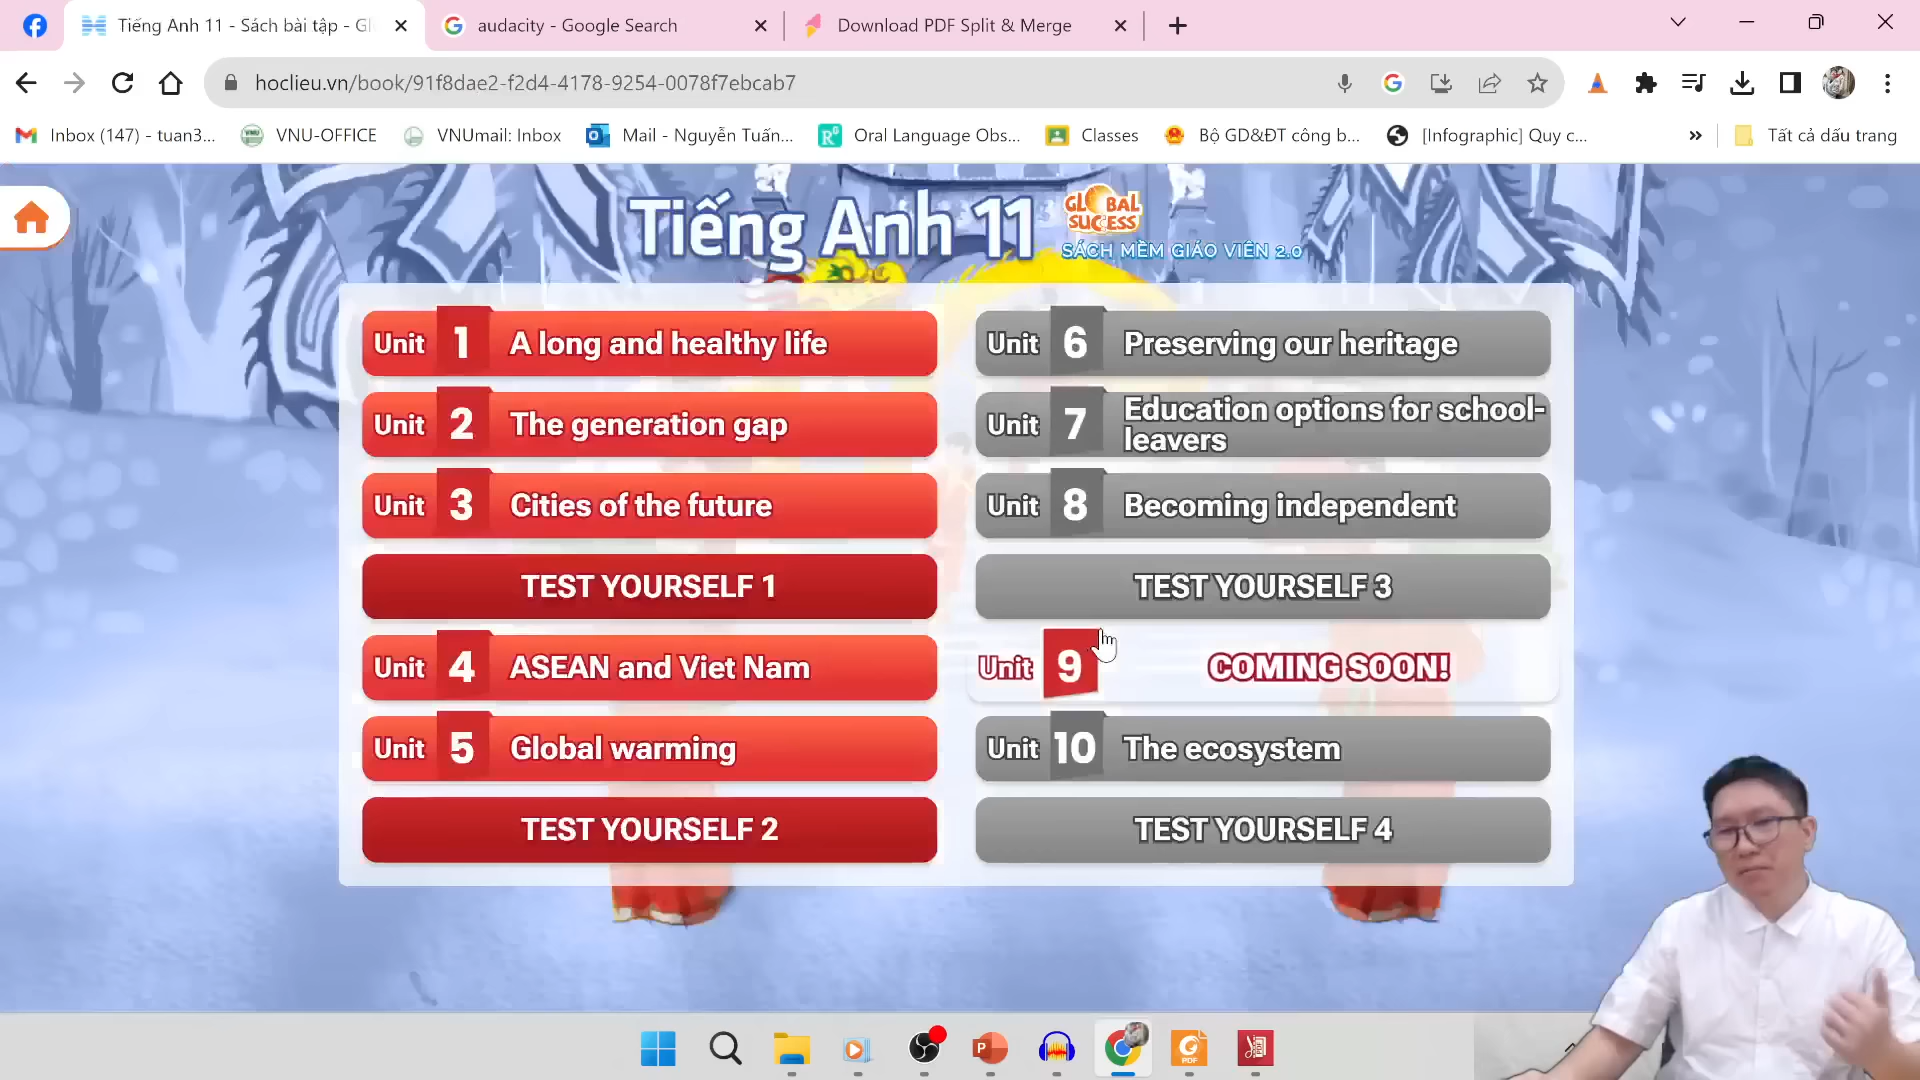 Tiếng Anh 11 - Sách bài tập - Gl
audacity - Google Search
Download PDF Split & Merge
hoclieu.vn/book/91f8dae2-f2d4-4178-9254-0078f7ebcab7
Inbox (147) - tuan3...
VNU-OFFICE
VNUmail: Inbox
Mail - Nguyễn Tuấn...
Oral Language Obs...
Classes
Bộ GD&ĐT công b...
[Infographic] Quy c...
Tất cả dấu trang
Tiếng Anh 11
GLOBAL
SUCCESS
SÁCH MỀM GIÁO VIÊN 2.0
Unit 1 A long and healthy life
Unit 2 The generation gap
Unit 3 Cities of the future
TEST YOURSELF 1
Unit 4 ASEAN and Viet Nam
Unit 5 Global warming
TEST YOURSELF 2
Unit 6 Preserving our heritage
Unit 7 Education options for school-
leavers
Unit 8 Becoming independent
TEST YOURSELF 3
Unit 9 COMING SOON!
Unit 10 The ecosystem
TEST YOURSELF 4